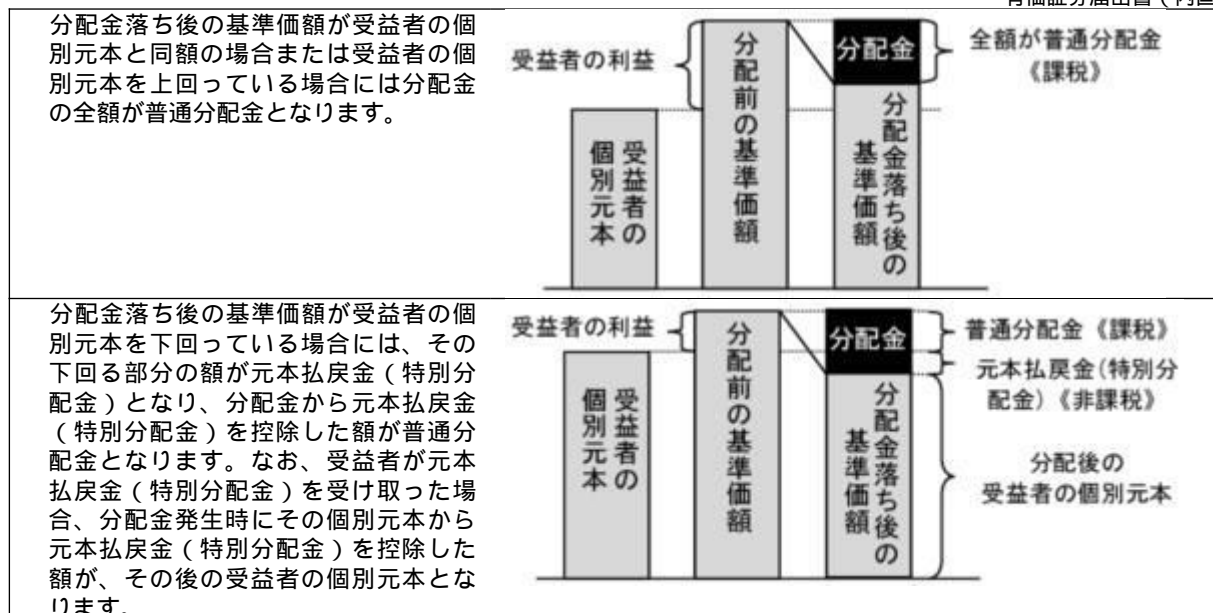 有価証券届出書(内国
分配金落ち後の基準価額が受益者の個
別元本と同額の場合または受益者の個
別元本を上回っている場合には分配金
の全額が普通分配金となります。
受益者の利益
受益者の
個別元本
分配前の基準価額
分配金
分配金落ち後の
基準価額
全額が普通分配金
《課税》
分配金落ち後の基準価額が受益者の個
別元本を下回っている場合には、その
下回る部分の額が元本払戻金(特別分
配金)となり、分配金から元本払戻金
(特別分配金)を控除した額が普通分
配金となります。なお、受益者が元本
払戻金(特別分配金)を受け取った場
合、分配金発生時にその個別元本から
元本払戻金(特別分配金)を控除した
額が、その後の受益者の個別元本とな
ります。
受益者の利益
受益者の
個別元本
分配前の基準価額
分配金
分配金落ち後の
基準価額
普通分配金《課税》
元本払戻金(特別分
配金)《非課税》
分配後の
受益者の個別元本